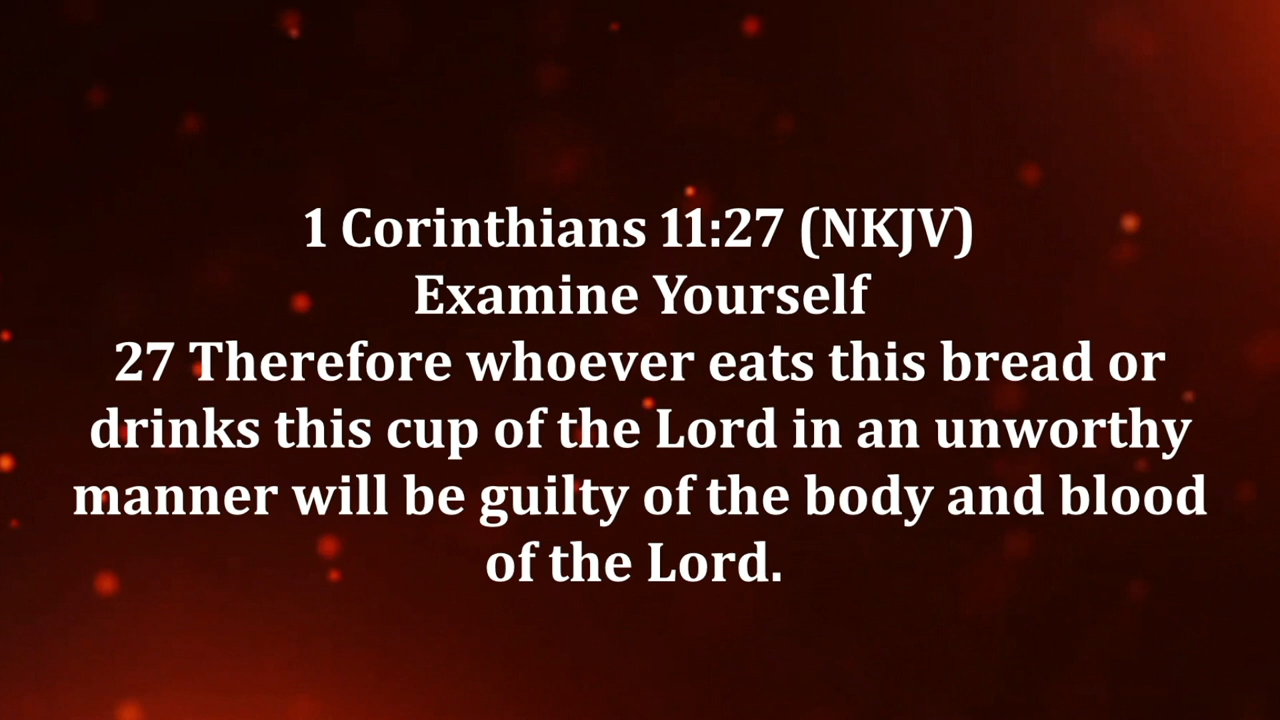 1 Corinthians 11:27 (NKJV)
Examine Yourself
27 Therefore whoever eats this bread or
drinks this cup of the Lord in an unworthy
manner will be guilty of the body and blood
of the Lord.